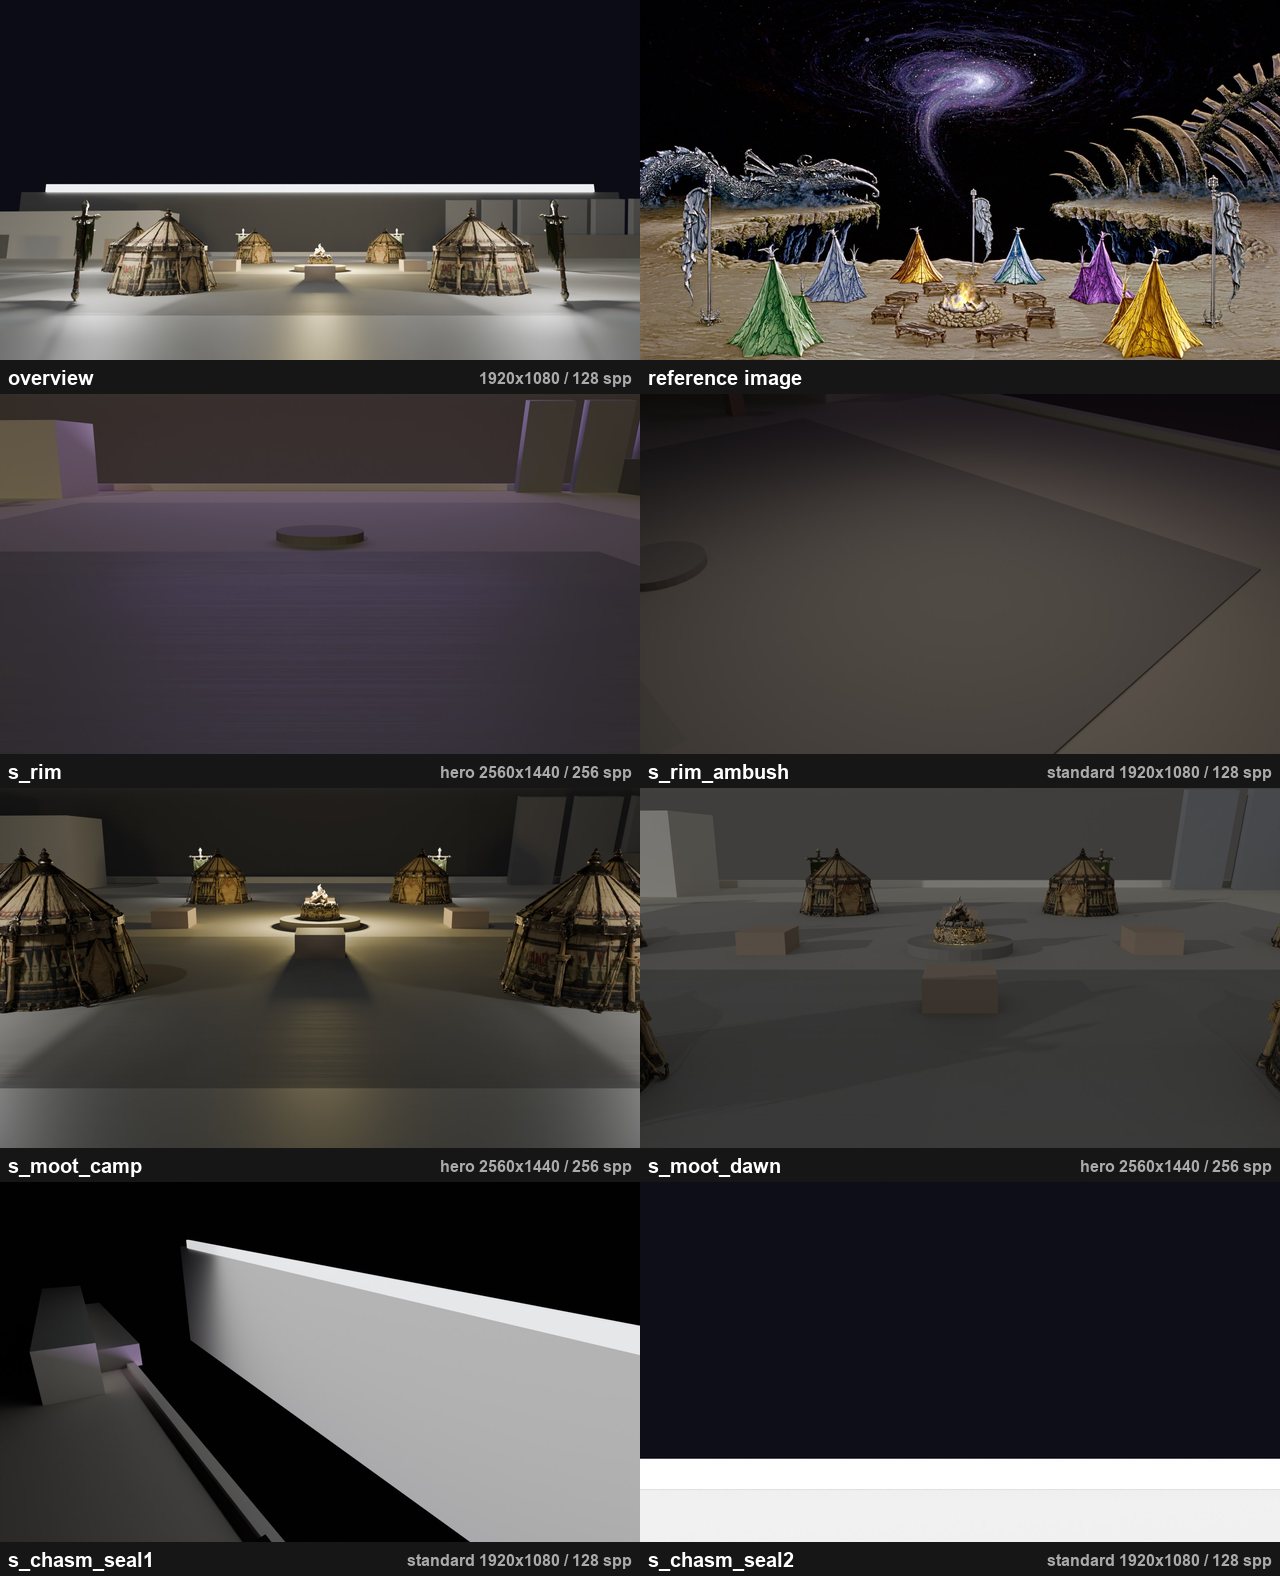 overview 1920x1080 / 128 spp
reference image
s_rim hero 2560x1440 / 256 spp
s_rim_ambush standard 1920x1080 / 128 spp
s_moot_camp hero 2560x1440 / 256 spp
s_moot_dawn hero 2560x1440 / 256 spp
s_chasm_seal1 standard 1920x1080 / 128 spp
s_chasm_seal2 standard 1920x1080 / 128 spp